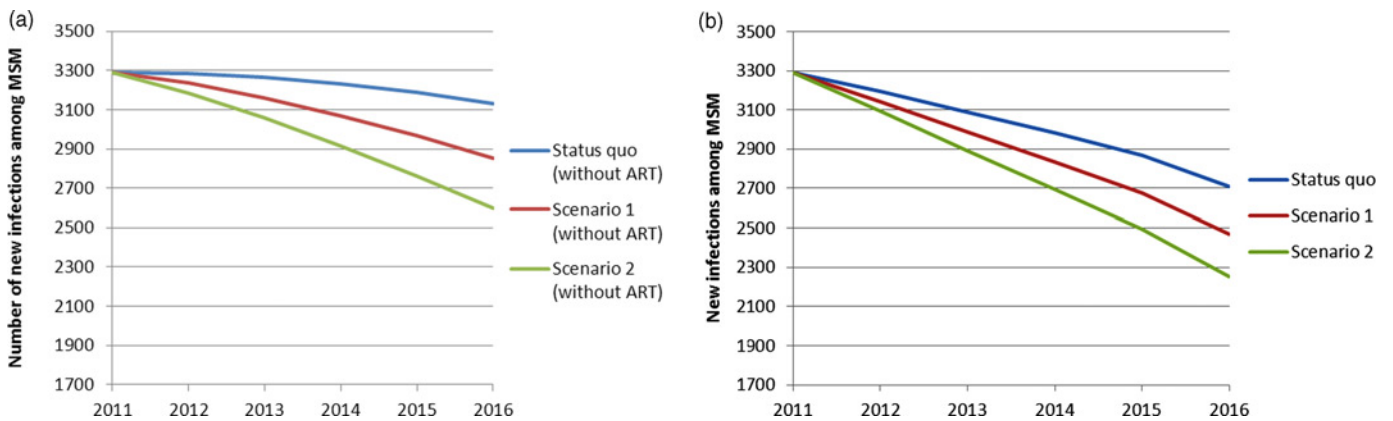 (a)
Number of new infections among MSM
3500
3300
3100
2900
2700
2500
2300
2100
1900
1700
2011 2012 2013 2014 2015 2016
Status quo
(without ART)
Scenario 1
(without ART)
Scenario 2
(without ART)
(b)
New infections among MSM
3500
3300
3100
2900
2700
2500
2300
2100
1900
1700
2011 2012 2013 2014 2015 2016
Status quo
Scenario 1
Scenario 2